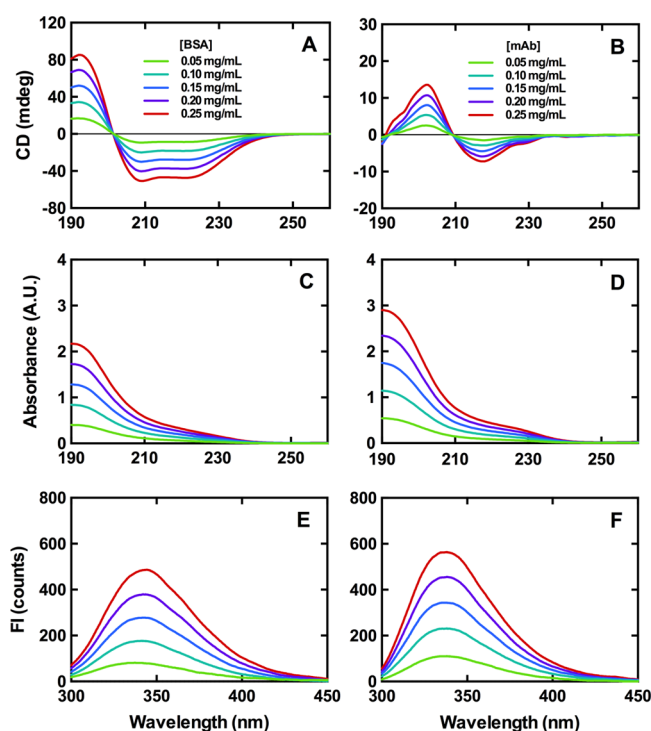 [BSA]
0.05 mg/mL
0.10 mg/mL
0.15 mg/mL
0.20 mg/mL
0.25 mg/mL
A
CD (mdeg)
120
80
40
0
-40
-80
190 210 230 250
[mAb]
0.05 mg/mL
0.10 mg/mL
0.15 mg/mL
0.20 mg/mL
0.25 mg/mL
B
30
20
10
0
-10
-20
190 210 230 250
C
Absorbance (A.U.)
4
3
2
1
0
190 210 230 250
D
4
3
2
1
0
190 210 230 250
E
FI (counts)
800
600
400
200
0
300 350 400 450
Wavelength (nm)
F
800
600
400
200
0
300 350 400 450
Wavelength (nm)